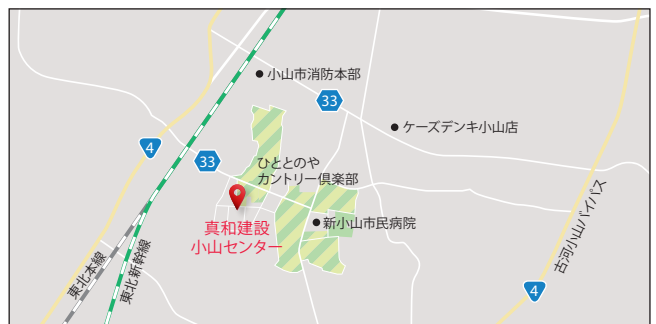 小山市消防本部
33
ケーズデンキ小山店
4
33
ひととのや
カントリー倶楽部
真和建設
小山センター
新小山市民病院
古河小山バイパス
東北本線
東北新幹線
4